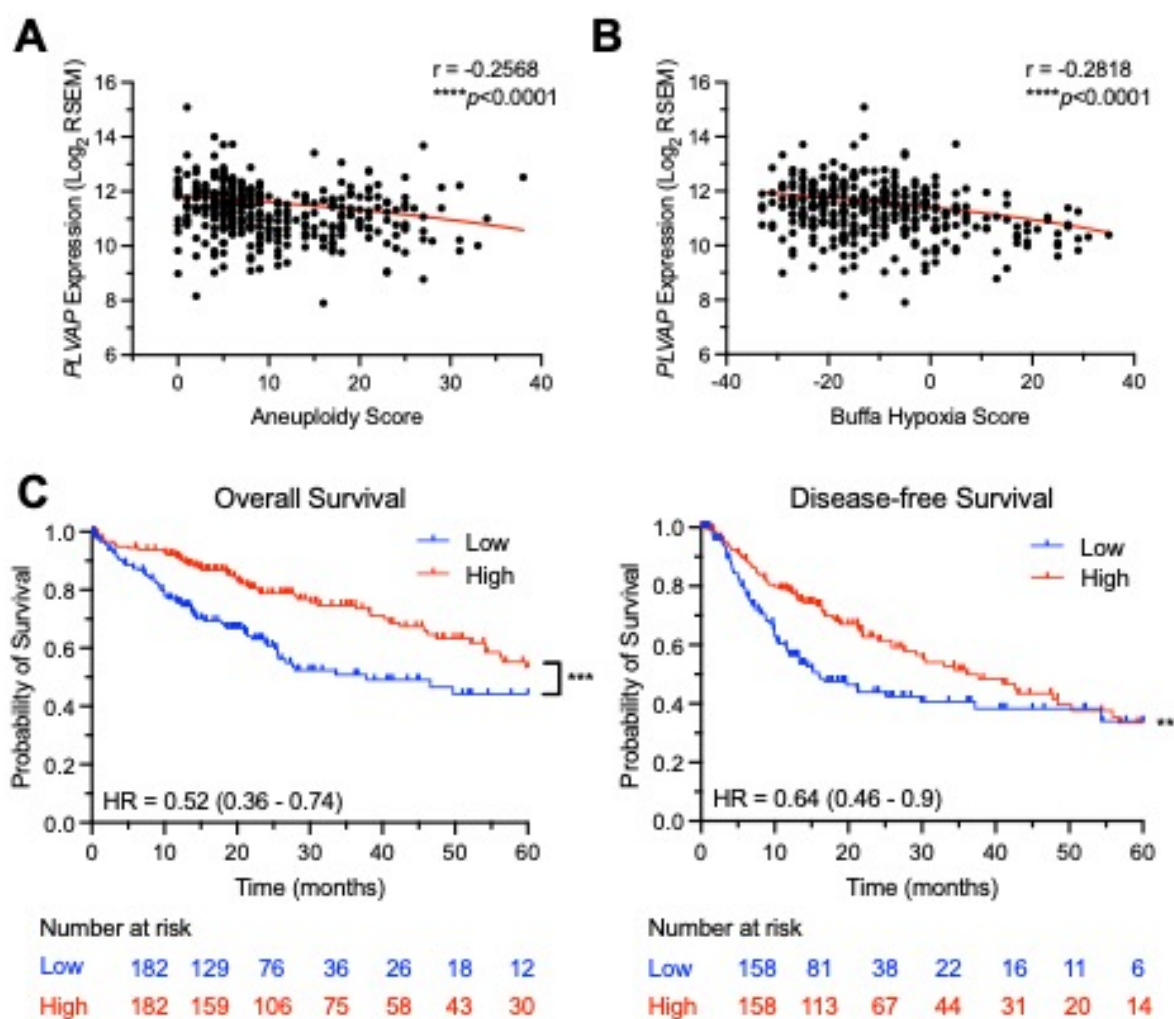 A
r = -0.2568
****p<0.0001
PLVAP Expression (Log2 RSEM)
16
14
12
10
8
6
0 10 20 30 40
Aneuploidy Score
B
r = -0.2818
****p<0.0001
PLVAP Expression (Log2 RSEM)
16
14
12
10
8
6
-40 -20 0 20 40
Buffa Hypoxia Score
C
Overall Survival
Low
High
Probability of Survival
1.0
0.8
0.6
0.4
0.2
0.0
***
HR = 0.52 (0.36 - 0.74)
0 10 20 30 40 50 60
Time (months)
Number at risk
Low 182 129 76 36 26 18 12
High 182 159 106 75 58 43 30
Disease-free Survival
Low
High
Probability of Survival
1.0
0.8
0.6
0.4
0.2
0.0
**
HR = 0.64 (0.46 - 0.9)
0 10 20 30 40 50 60
Time (months)
Number at risk
Low 158 81 38 22 16 11 6
High 158 113 67 44 31 20 14